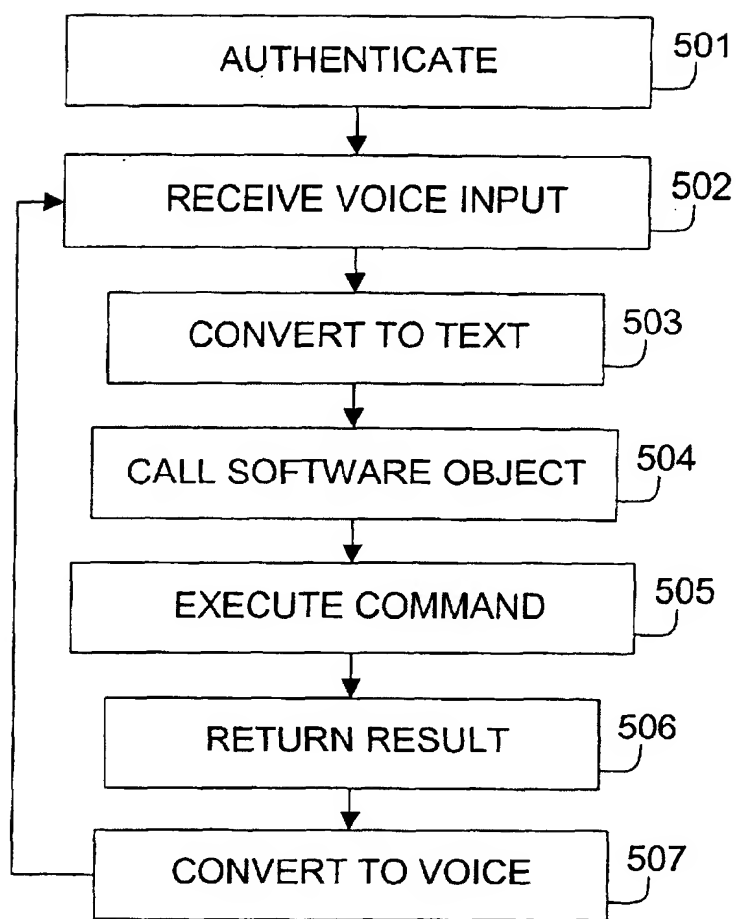 AUTHENTICATE 501
RECEIVE VOICE INPUT 502
CONVERT TO TEXT 503
CALL SOFTWARE OBJECT 504
EXECUTE COMMAND 505
RETURN RESULT 506
CONVERT TO VOICE 507